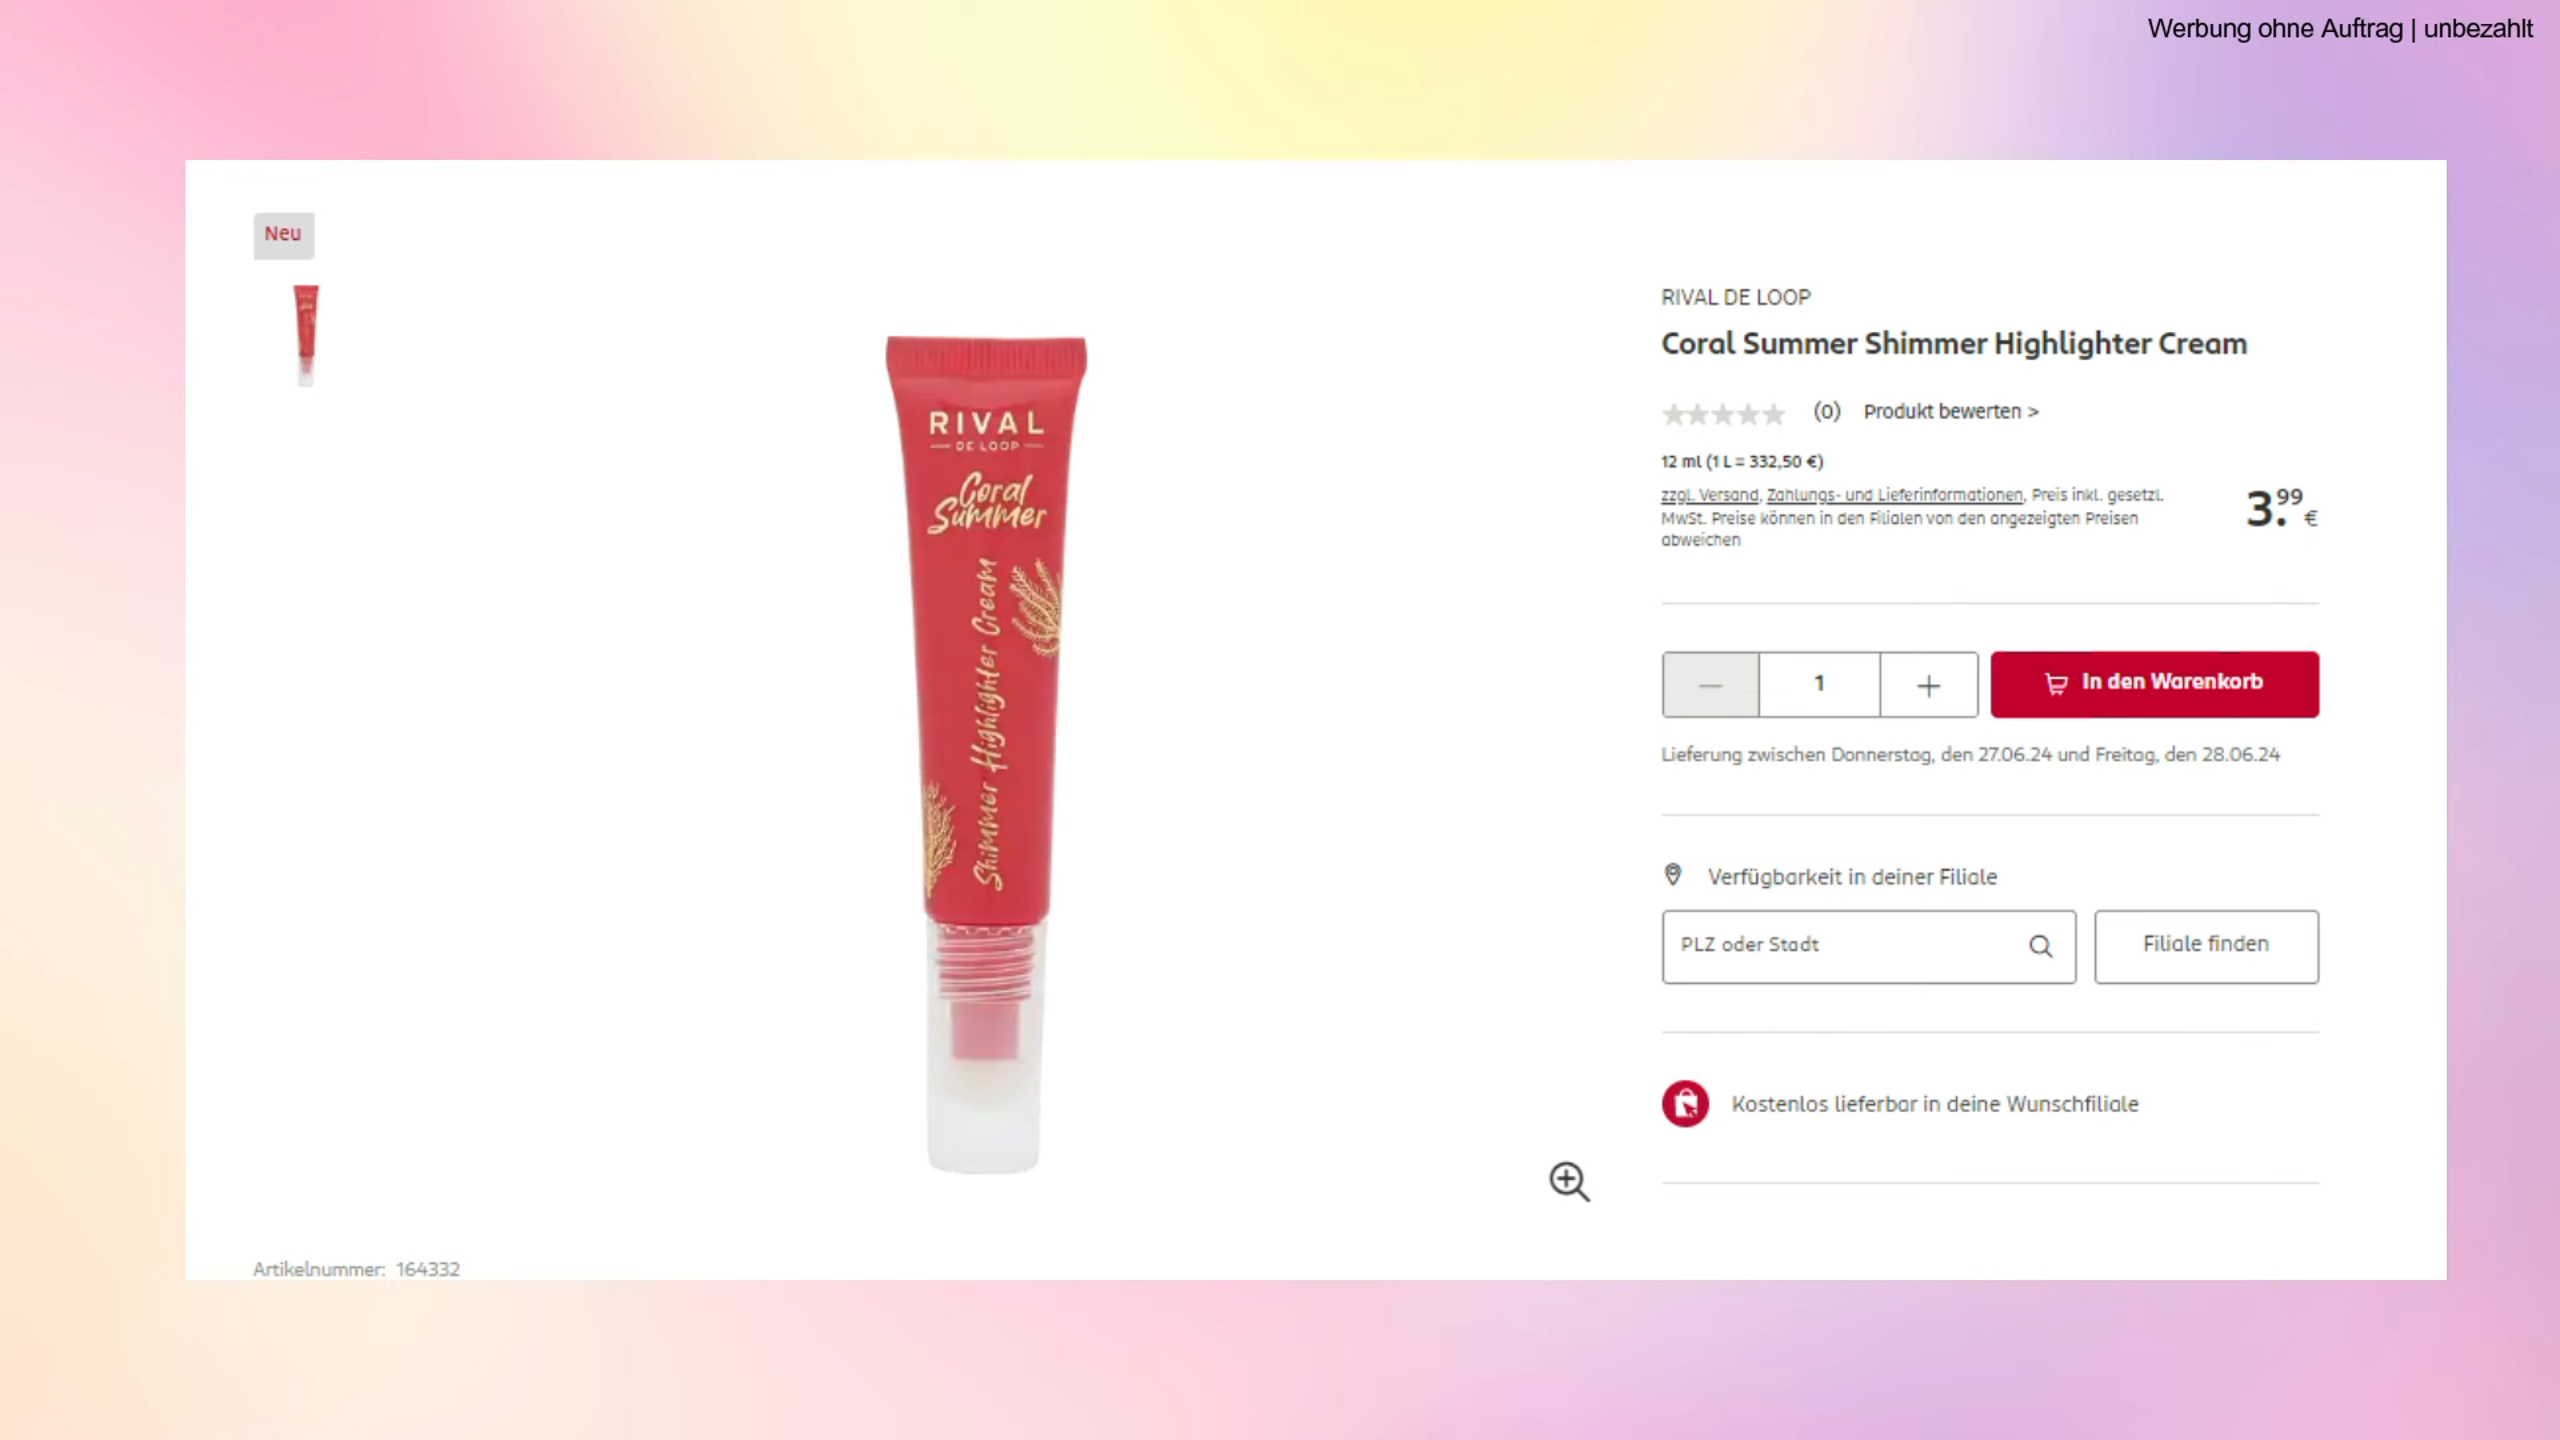 Werbung ohne Auftrag | unbezahlt
Neu
RIVAL
DE LOOP
Coral
Summer
Shimmer Highlighter Cream
RIVAL DE LOOP
Coral Summer Shimmer Highlighter Cream
(0) Produkt bewerten >
12 ml (1 L = 332,50 €)
zzgl. Versand, Zahlungs- und Lieferinformationen, Preis inkl. gesetzl.
MwSt. Preise können in den Filialen von den angezeigten Preisen
abweichen
3.99 €
1
In den Warenkorb
Lieferung zwischen Donnerstag, den 27.06.24 und Freitag, den 28.06.24
Verfügbarkeit in deiner Filiale
PLZ oder Stadt
Filiale finden
Kostenlos lieferbar in deine Wunschfiliale
Artikelnummer: 164332